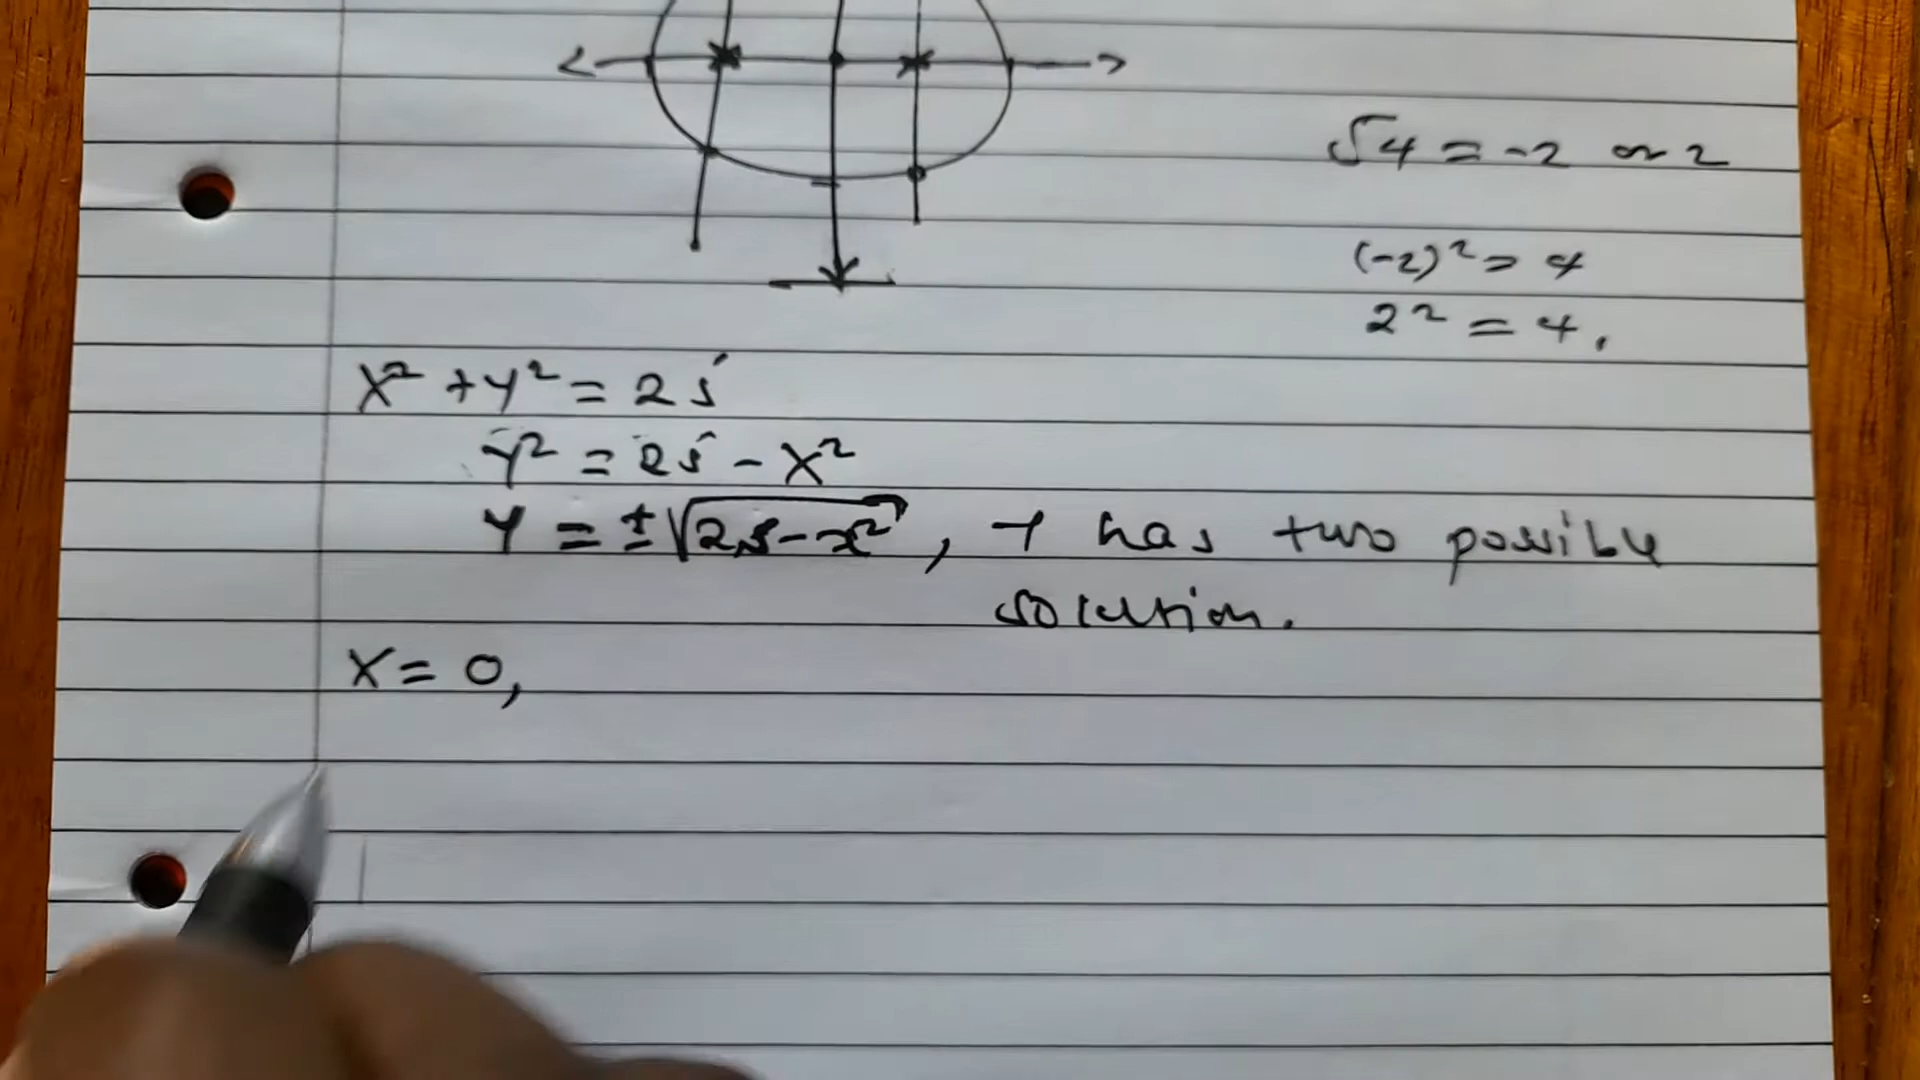 √4 = -2 or 2
(-2)² = 4
2² = 4.
x² + y² = 25
y² = 25 - x²
y = ±√25-x², y has two possible
solution.
x = 0,